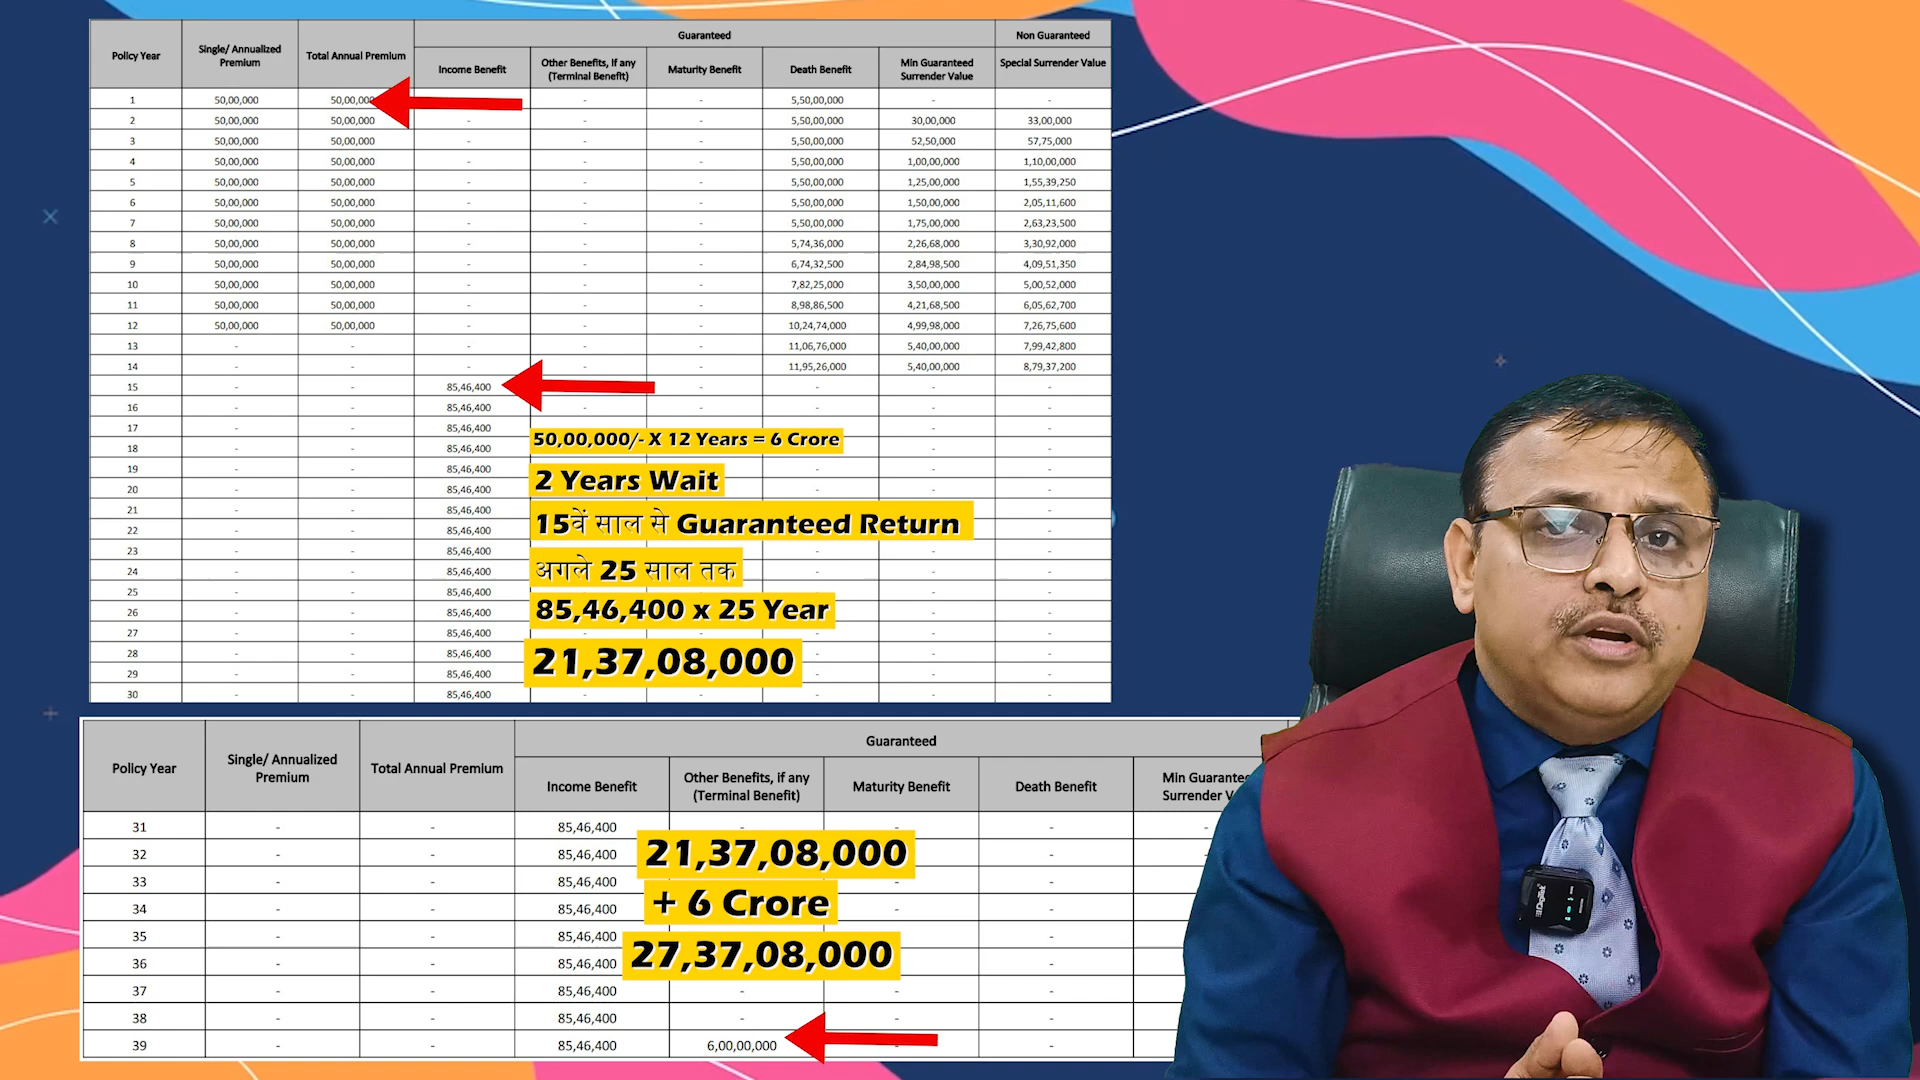 Policy Year Single/ Annualized Premium Total Annual Premium Guaranteed Non Guaranteed
Income Benefit Other Benefits, If any (Terminal Benefit) Maturity Benefit Death Benefit Min Guaranteed Surrender Value Special Surrender Value
1 50,00,000 50,00,000 - - 5,50,00,000 - -
2 50,00,000 50,00,000 - - - 5,50,00,000 30,00,000 33,00,000
3 50,00,000 50,00,000 - - - 5,50,00,000 52,50,000 57,75,000
4 50,00,000 50,00,000 - - - 5,50,00,000 1,00,00,000 1,10,00,000
5 50,00,000 50,00,000 - - - 5,50,00,000 1,25,00,000 1,55,39,250
6 50,00,000 50,00,000 - - - 5,50,00,000 1,50,00,000 2,05,11,600
7 50,00,000 50,00,000 - - - 5,50,00,000 1,75,00,000 2,63,23,500
8 50,00,000 50,00,000 - - - 5,74,36,000 2,26,68,000 3,30,92,000
9 50,00,000 50,00,000 - - - 6,74,32,500 2,84,98,500 4,09,51,350
10 50,00,000 50,00,000 - - - 7,82,25,000 3,50,00,000 5,00,52,000
11 50,00,000 50,00,000 - - - 8,98,86,500 4,21,68,500 6,05,62,700
12 50,00,000 50,00,000 - - - 10,24,74,000 4,99,98,000 7,26,75,600
13 - - - - - 11,06,76,000 5,40,00,000 7,99,42,800
14 - - - - - 11,95,26,000 5,40,00,000 8,79,37,200
15 - - 85,46,400 - - - -
16 - - 85,46,400 - - - - -
17 - - 85,46,400
18 - - 85,46,400
19 - - 85,46,400
20 - - 85,46,400
21 - - 85,46,400
22 - - 85,46,400
23 - - 85,46,400
24 - - 85,46,400
25 - - 85,46,400
26 - - 85,46,400
27 - - 85,46,400
28 - - 85,46,400
29 - - 85,46,400
30 - - 85,46,400
50,00,000/- X 12 Years = 6 Crore
2 Years Wait
15वें साल से Guaranteed Return
अगले 25 साल तक
85,46,400 x 25 Year
21,37,08,000
Policy Year Single/ Annualized Premium Total Annual Premium Guaranteed
Income Benefit Other Benefits, if any (Terminal Benefit) Maturity Benefit Death Benefit Min Guarante Surrender V
31 - - 85,46,400 - - - -
32 - - 85,46,400 -
33 - - 85,46,400 -
34 - - 85,46,400 - -
35 - - 85,46,400 -
36 - - 85,46,400 -
37 - - 85,46,400 - - -
38 - - 85,46,400 - - -
39 - - 85,46,400 6,00,00,000 - -
21,37,08,000
+ 6 Crore
27,37,08,000